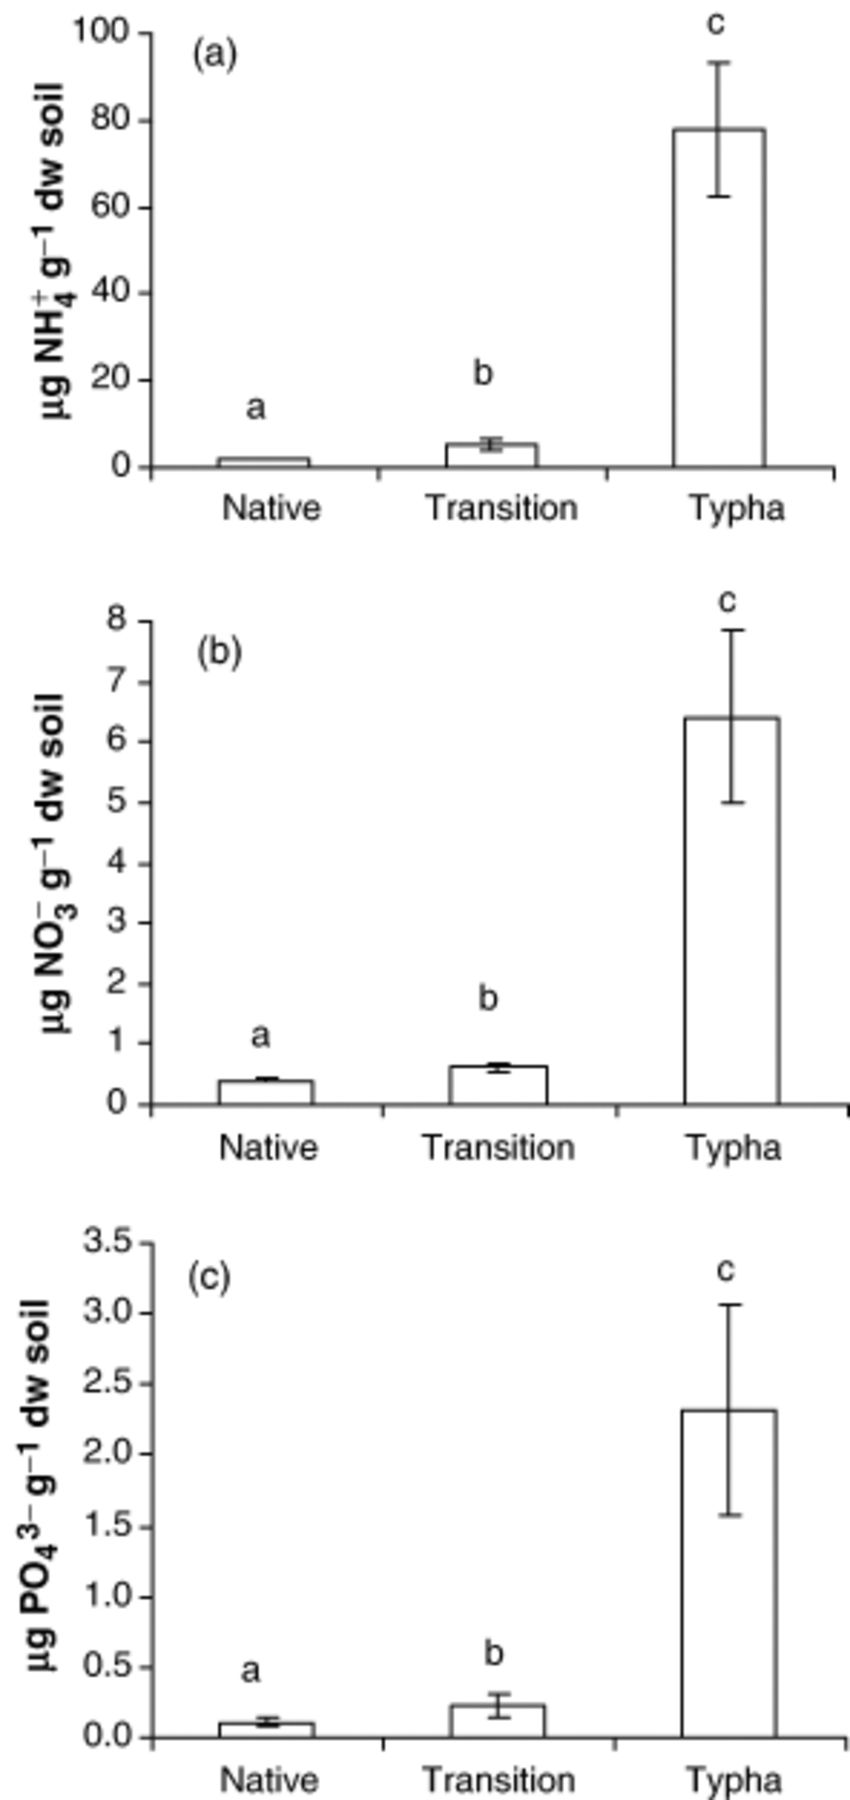 (a)
c
100
80
60
40
20
0
µg NH₄⁺ g⁻¹ dw soil
a
b
Native Transition Typha
(b)
c
8
7
6
5
4
3
2
1
0
µg NO₃⁻ g⁻¹ dw soil
a
b
Native Transition Typha
(c)
c
3.5
3.0
2.5
2.0
1.5
1.0
0.5
0.0
µg PO₄³⁻ g⁻¹ dw soil
a
b
Native Transition Typha